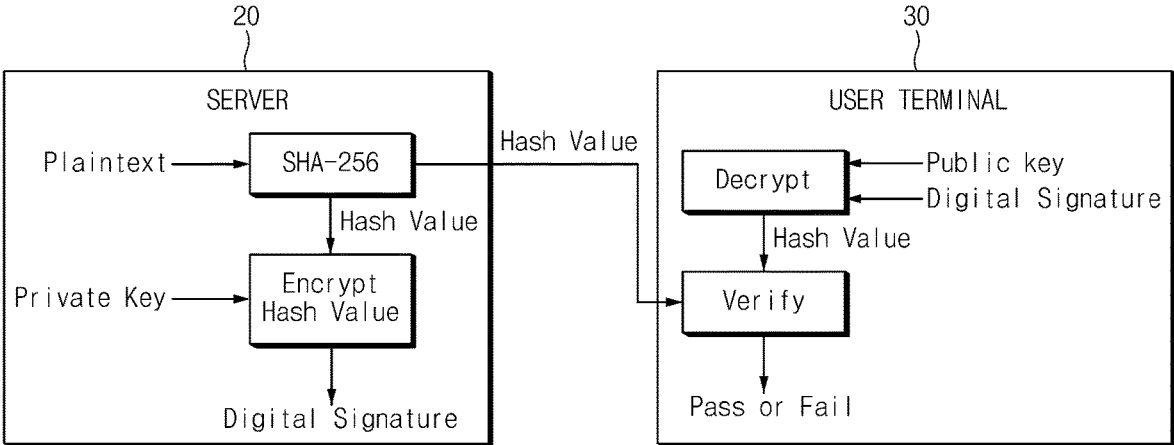 20
30
SERVER
USER TERMINAL
Plaintext
SHA-256
Hash Value
Decrypt
Public key
Digital Signature
Hash Value
Hash Value
Private Key
Encrypt
Hash Value
Verify
Digital Signature
Pass or Fail